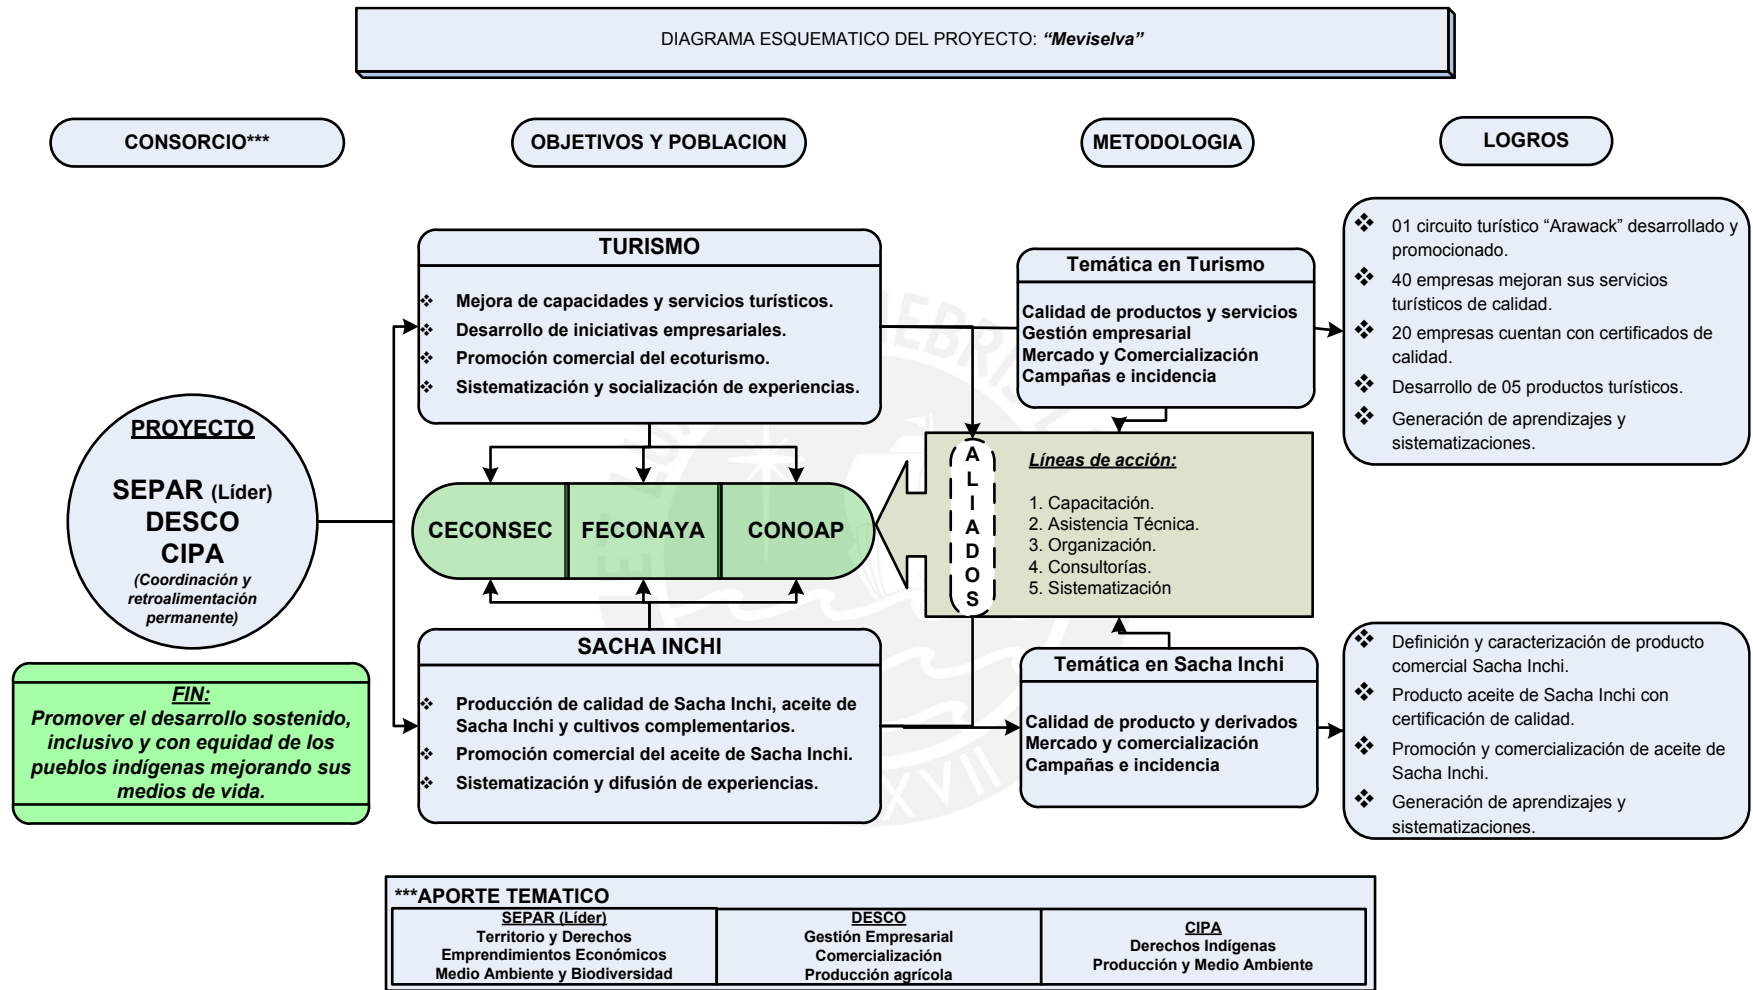 DIAGRAMA ESQUEMATICO DEL PROYECTO: “Meviselva”
CONSORCIO***
OBJETIVOS Y POBLACION
METODOLOGIA
LOGROS
PROYECTO
SEPAR (Líder)
DESCO
CIPA
(Coordinación y
retroalimentación
permanente)
FIN:
Promover el desarrollo sostenido,
inclusivo y con equidad de los
pueblos indígenas mejorando sus
medios de vida.
TURISMO
❖ Mejora de capacidades y servicios turísticos.
❖ Desarrollo de iniciativas empresariales.
❖ Promoción comercial del ecoturismo.
❖ Sistematización y socialización de experiencias.
CECONSEC
FECONAYA
CONOAP
SACHA INCHI
❖ Producción de calidad de Sacha Inchi, aceite de
Sacha Inchi y cultivos complementarios.
❖ Promoción comercial del aceite de Sacha Inchi.
❖ Sistematización y difusión de experiencias.
Temática en Turismo
Calidad de productos y servicios
Gestión empresarial
Mercado y Comercialización
Campañas e incidencia
A
L
I
A
D
O
S
Líneas de acción:
1. Capacitación.
2. Asistencia Técnica.
3. Organización.
4. Consultorías.
5. Sistematización
Temática en Sacha Inchi
Calidad de producto y derivados
Mercado y comercialización
Campañas e incidencia
❖ 01 circuito turístico “Arawack” desarrollado y
promocionado.
❖ 40 empresas mejoran sus servicios
turísticos de calidad.
❖ 20 empresas cuentan con certificados de
calidad.
❖ Desarrollo de 05 productos turísticos.
❖ Generación de aprendizajes y
sistematizaciones.
❖ Definición y caracterización de producto
comercial Sacha Inchi.
❖ Producto aceite de Sacha Inchi con
certificación de calidad.
❖ Promoción y comercialización de aceite de
Sacha Inchi.
❖ Generación de aprendizajes y
sistematizaciones.
***APORTE TEMATICO
SEPAR (Líder)
Territorio y Derechos
Emprendimientos Económicos
Medio Ambiente y Biodiversidad
DESCO
Gestión Empresarial
Comercialización
Producción agrícola
CIPA
Derechos Indígenas
Producción y Medio Ambiente